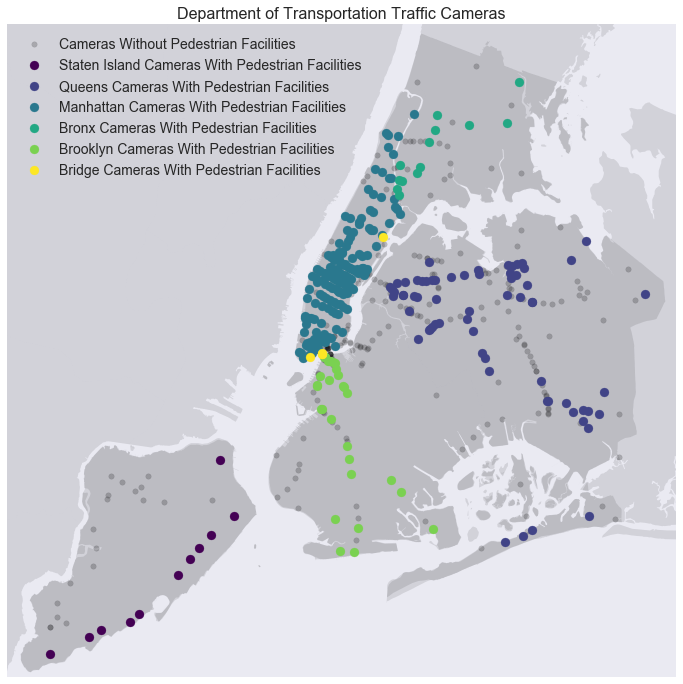 Department of Transportation Traffic Cameras
Cameras Without Pedestrian Facilities
Staten Island Cameras With Pedestrian Facilities
Queens Cameras With Pedestrian Facilities
Manhattan Cameras With Pedestrian Facilities
Bronx Cameras With Pedestrian Facilities
Brooklyn Cameras With Pedestrian Facilities
Bridge Cameras With Pedestrian Facilities